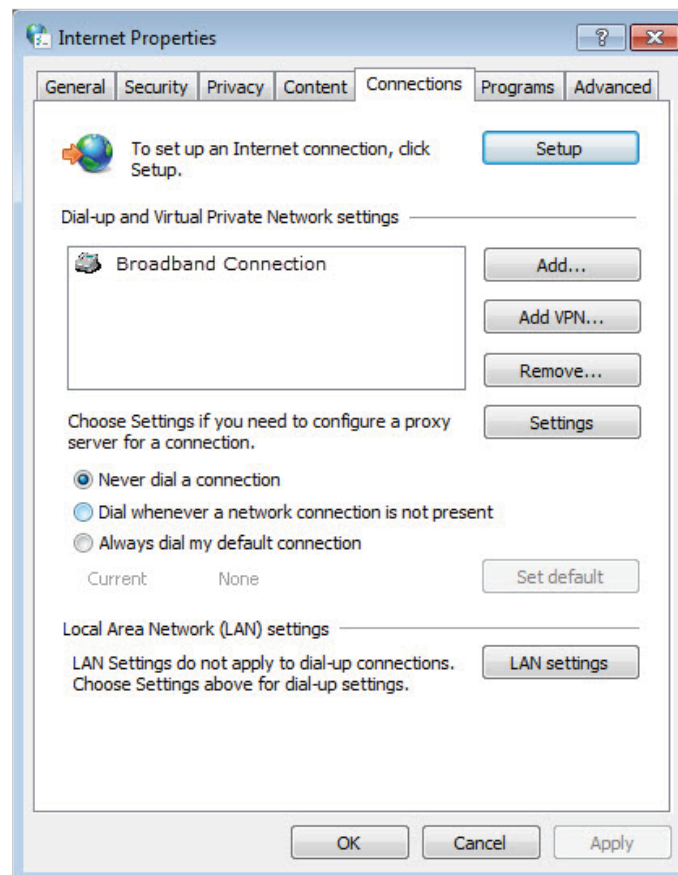 Internet Properties
General Security Privacy Content Connections Programs Advanced
To set up an Internet connection, click
Setup.
Setup
Dial-up and Virtual Private Network settings
Broadband Connection
Add...
Add VPN...
Remove...
Choose Settings if you need to configure a proxy
server for a connection.
Settings
Never dial a connection
Dial whenever a network connection is not present
Always dial my default connection
Current None
Set default
Local Area Network (LAN) settings
LAN Settings do not apply to dial-up connections.
Choose Settings above for dial-up settings.
LAN settings
OK Cancel Apply